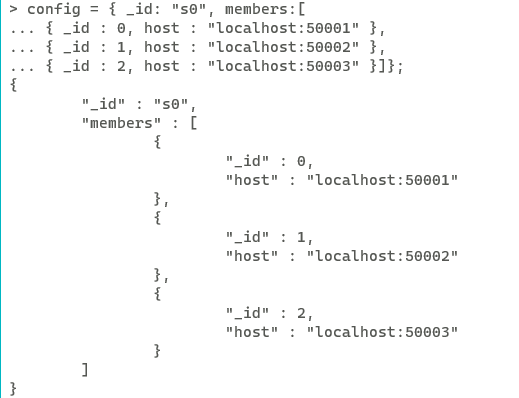 > config = { _id: "s0", members:[
... { _id : 0, host : "localhost:50001" },
... { _id : 1, host : "localhost:50002" },
... { _id : 2, host : "localhost:50003" }]};
{
        "_id" : "s0",
        "members" : [
                {
                        "_id" : 0,
                        "host" : "localhost:50001"
                },
                {
                        "_id" : 1,
                        "host" : "localhost:50002"
                },
                {
                        "_id" : 2,
                        "host" : "localhost:50003"
                }
        ]
}